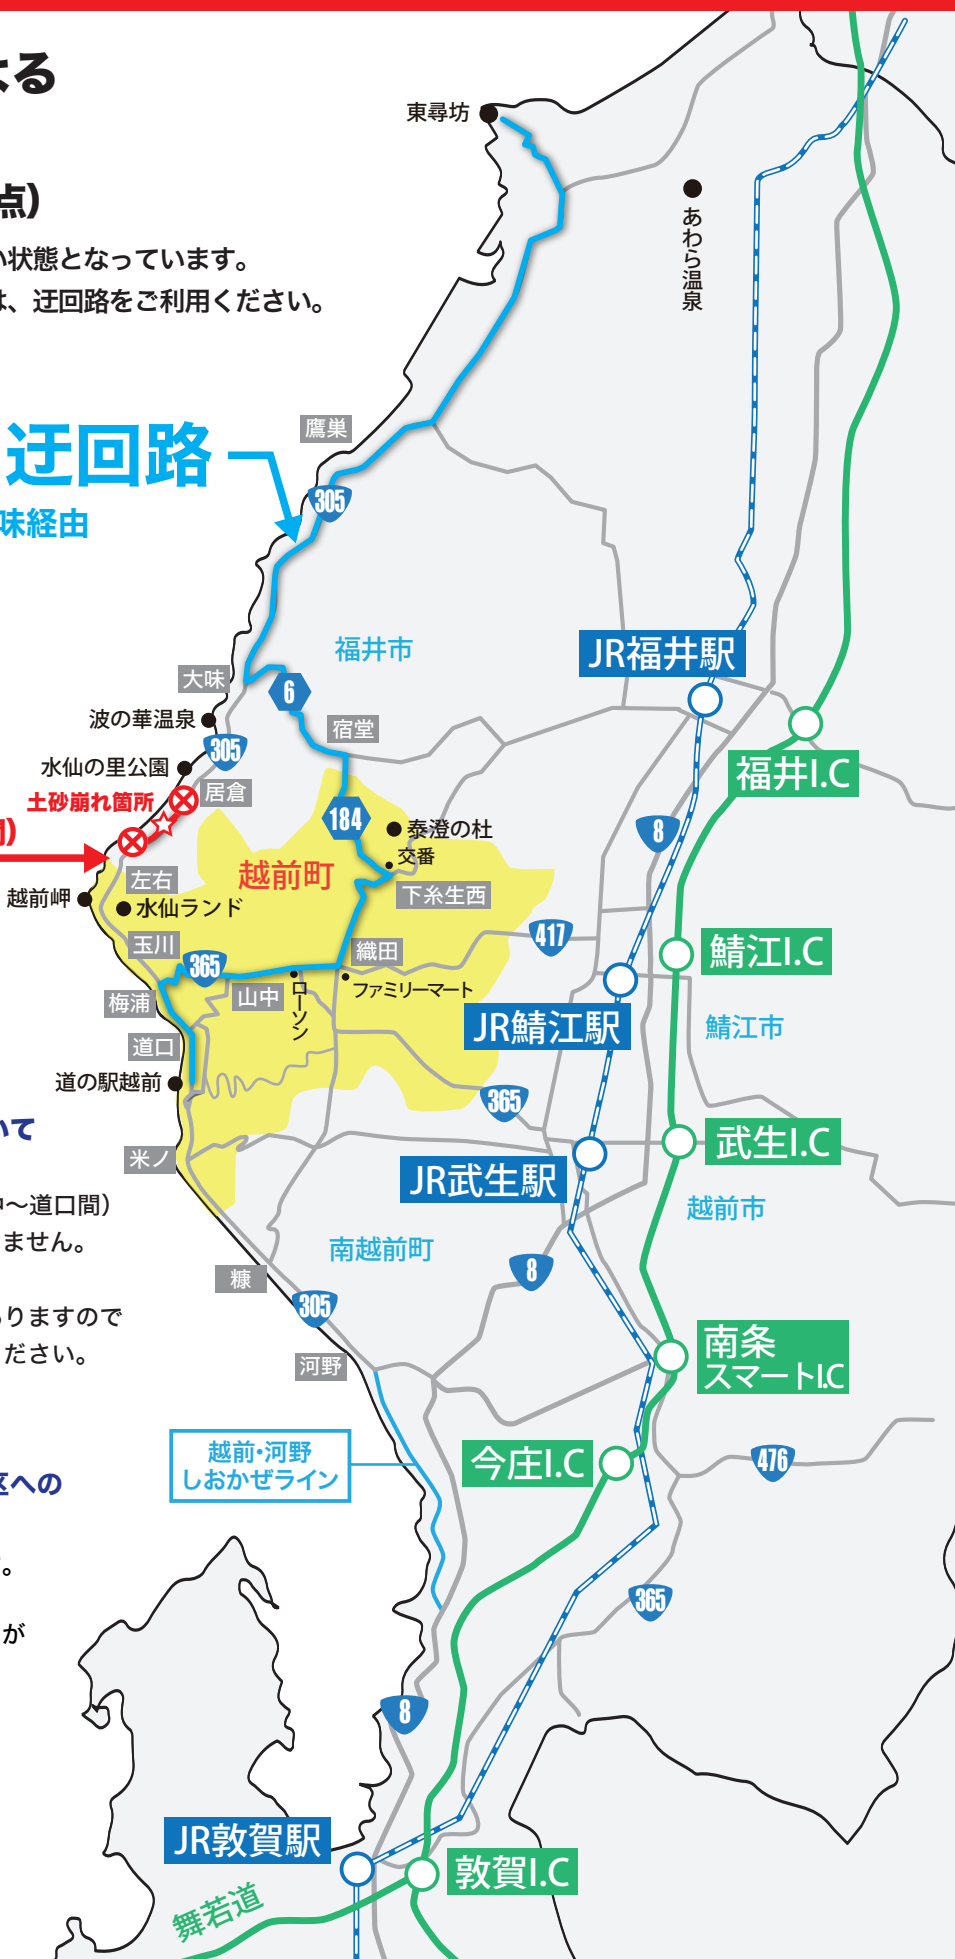 はる
点)
い状態となっています。
は、迂回路をご利用ください。
東尋坊
あわら温泉
鷹巣
迂回路
味経由
305
福井市
JR福井駅
大味
6
波の華温泉
宿堂
305
水仙の里公園
福井I.C
居倉
土砂崩れ箇所
間)
184
泰澄の杜
8
交番
越前町
左右
下糸生西
越前岬
水仙ランド
玉川
417
織田
鯖江I.C
365
山中
ローソン
ファミリーマート
梅浦
JR鯖江駅
鯖江市
道口
道の駅越前
365
いて
武生I.C
米ノ
JR武生駅
中〜道口間)
越前市
ません。
南越前町
8
糠
305
ありますので
ください。
河野
南条
スマートI.C
越前・河野
しおかぜライン
今庄I.C
476
区への
。
365
が
8
JR敦賀駅
敦賀I.C
舞若道